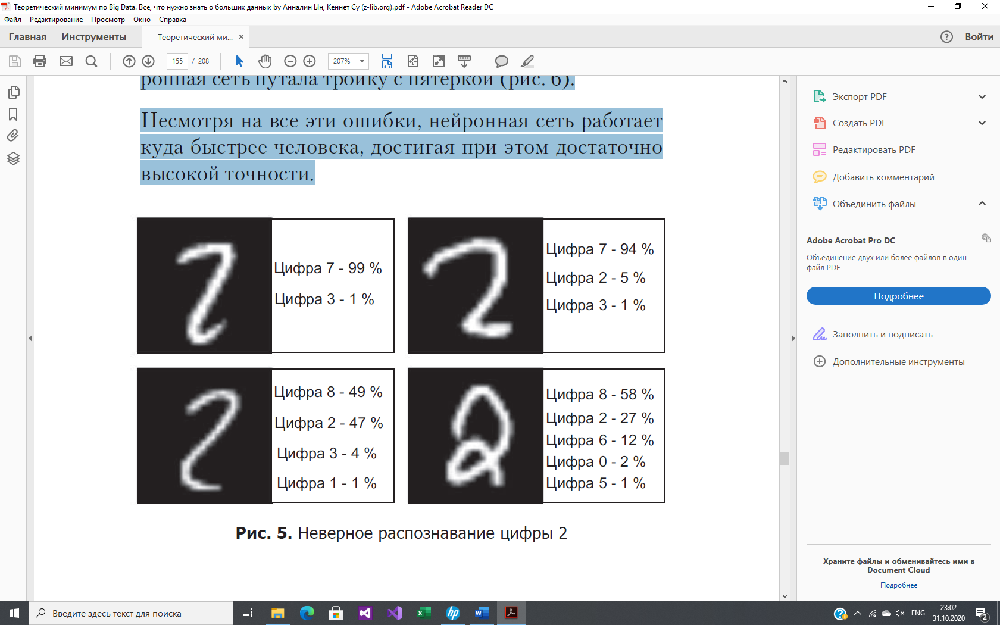 Теоретический минимум по Big Data. Всё, что нужно знать о больших данных by Анналин Ын, Кеннет Су (z-lib.org).pdf - Adobe Acrobat Reader DC
Файл Редактирование Просмотр Окно Справка
Главная Инструменты Теоретический ми... × Войти
155 / 208 207%
ронная сеть путала тройку с пятеркой (рис. 6).
Несмотря на все эти ошибки, нейронная сеть работает
куда быстрее человека, достигая при этом достаточно
высокой точности.
Цифра 7 - 99 %
Цифра 3 - 1 %
Цифра 7 - 94 %
Цифра 2 - 5 %
Цифра 3 - 1 %
Цифра 8 - 49 %
Цифра 2 - 47 %
Цифра 3 - 4 %
Цифра 1 - 1 %
Цифра 8 - 58 %
Цифра 2 - 27 %
Цифра 6 - 12 %
Цифра 0 - 2 %
Цифра 5 - 1 %
Рис. 5. Неверное распознавание цифры 2
Экспорт PDF
Создать PDF
Редактировать PDF
Добавить комментарий
Объединить файлы
Adobe Acrobat Pro DC
Объединение двух или более файлов в один
файл PDF
Подробнее
Заполнить и подписать
Дополнительные инструменты
Храните файлы и обменивайтесь ими в
Document Cloud
Подробнее
Введите здесь текст для поиска
ENG
23:02
31.10.2020
2